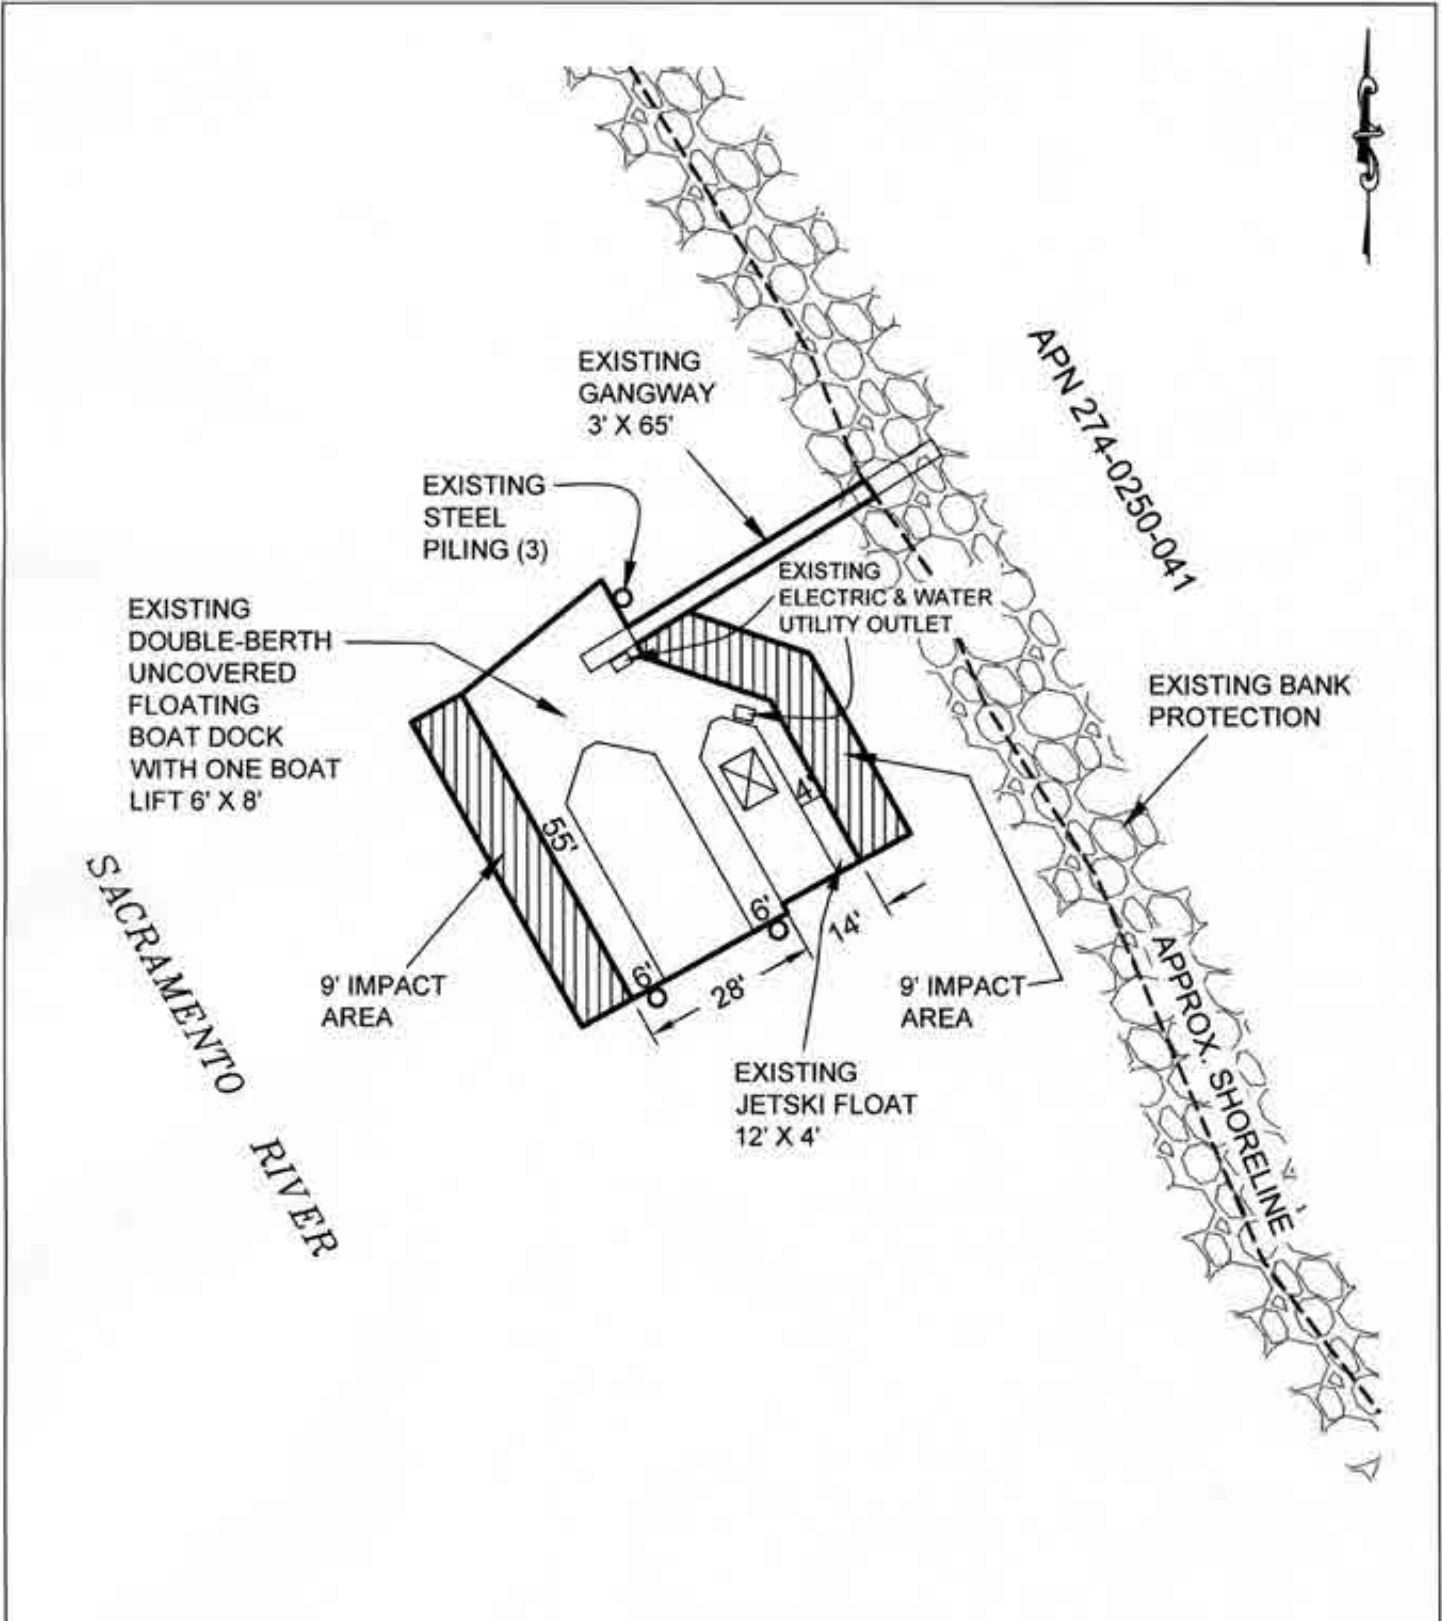 EXISTING
GANGWAY
3' X 65'
APN 274-0250-041
EXISTING
STEEL
PILING (3)
EXISTING
ELECTRIC & WATER
UTILITY OUTLET
EXISTING
DOUBLE-BERTH
UNCOVERED
FLOATING
BOAT DOCK
WITH ONE BOAT
LIFT 6' X 8'
EXISTING BANK
PROTECTION
55'
4'
6'
6'
28'
14'
SACRAMENTO
RIVER
9' IMPACT
AREA
9' IMPACT
AREA
APPROX. SHORELINE
EXISTING
JETSKI FLOAT
12' X 4'